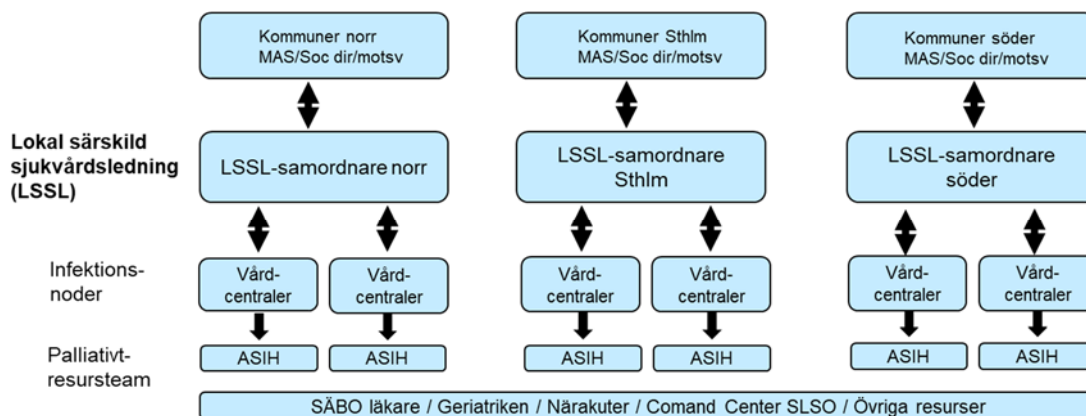 Kommuner norr
MAS/Soc dir/motsv
Kommuner Sthlm
MAS/Soc dir/motsv
Kommuner söder
MAS/Soc dir/motsv
Lokal särskild
sjukvårdsledning
(LSSL)
LSSL-samordnare norr
LSSL-samordnare
Sthlm
LSSL-samordnare
söder
Infektions-
noder
Vård-
centraler
Vård-
centraler
Vård-
centraler
Vård-
centraler
Vård-
centraler
Vård-
centraler
Palliativt-
resursteam
ASIH
ASIH
ASIH
ASIH
ASIH
ASIH
SÄBO läkare / Geriatriken / Närakuter / Comand Center SLSO / Övriga resurser